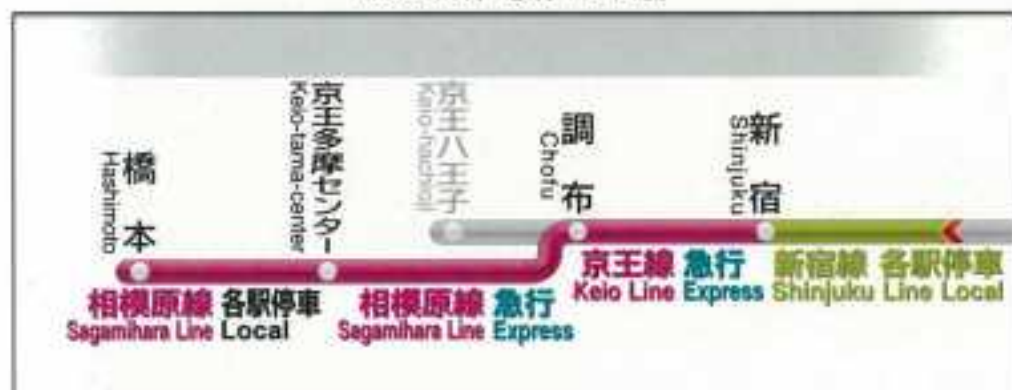 橋本
Hashimoto
京王多摩センター
Keio-tama-center
京王八王子
Keio-hachioji
調布
Chofu
新宿
Shinjuku
相模原線 各駅停車
Sagamihara Line Local
相模原線 急行
Sagamihara Line Express
京王線 急行
Keio Line Express
新宿線 各駅停車
Shinjuku Line Local